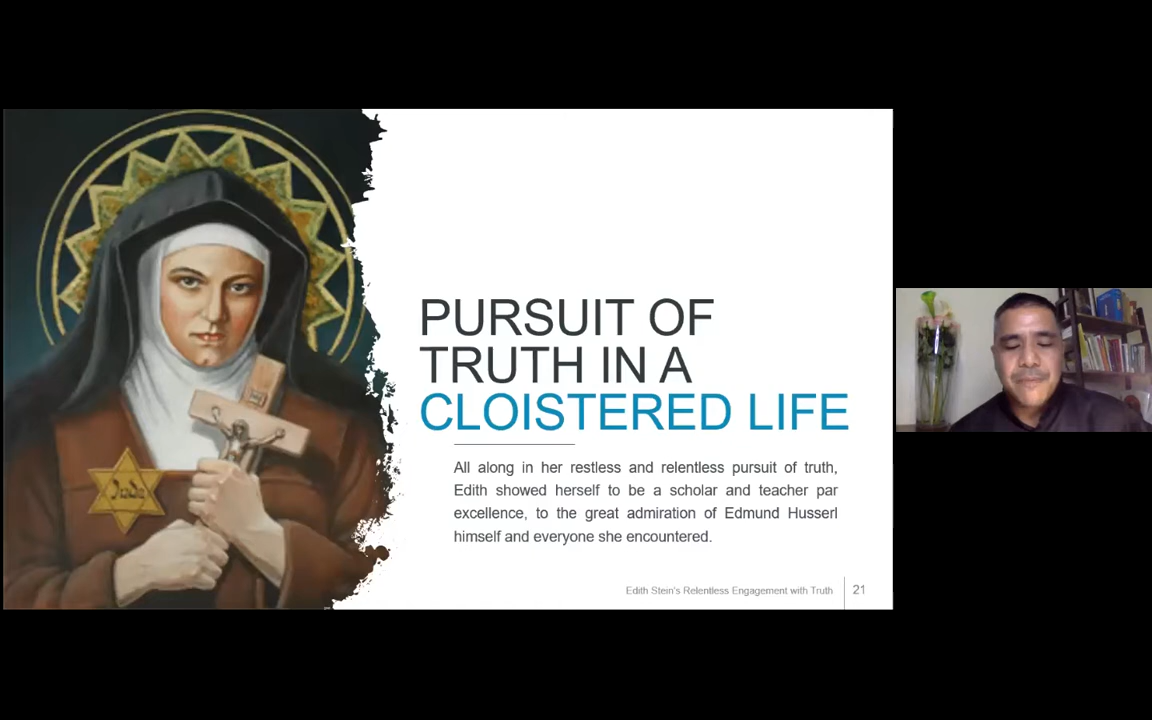 PURSUIT OF
TRUTH IN A
CLOISTERED LIFE
All along in her restless and relentless pursuit of truth,
Edith showed herself to be a scholar and teacher par
excellence, to the great admiration of Edmund Husserl
himself and everyone she encountered.
Edith Stein's Relentless Engagement with Truth
21